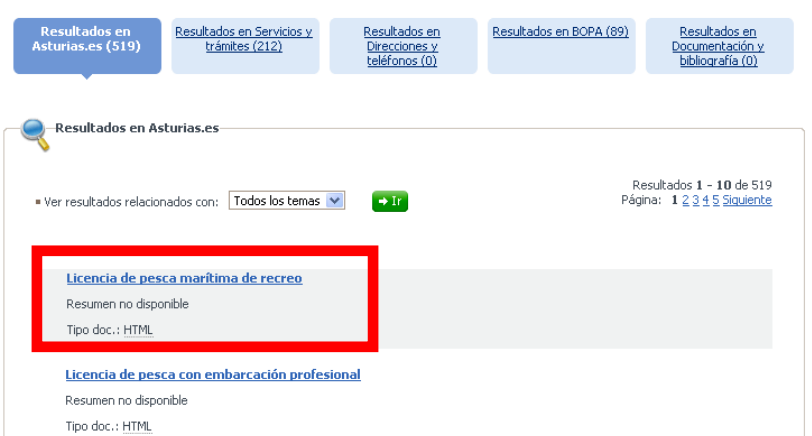 Resultados en
Asturias.es (519)
Resultados en Servicios y
trámites (212)
Resultados en
Direcciones y
teléfonos (0)
Resultados en BOPA (89)
Resultados en
Documentación y
bibliografía (0)
Resultados en Asturias.es
Ver resultados relacionados con: Todos los temas Ir
Resultados 1 - 10 de 519
Página: 1 2 3 4 5 Siguiente
Licencia de pesca marítima de recreo
Resumen no disponible
Tipo doc.: HTML
Licencia de pesca con embarcación profesional
Resumen no disponible
Tipo doc.: HTML